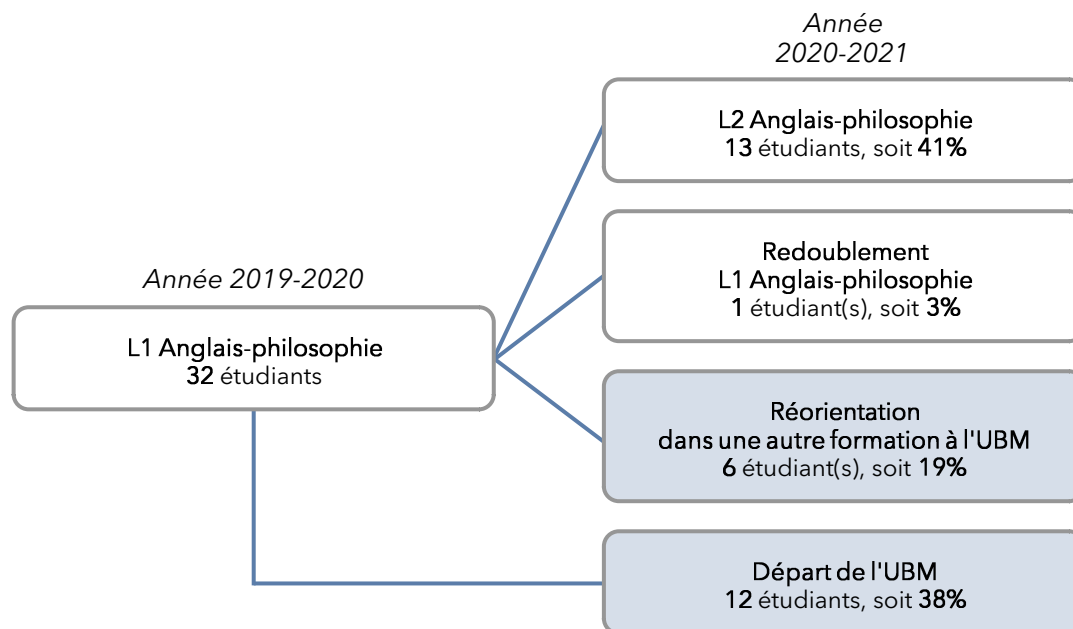 Année
2020-2021
L2 Anglais-philosophie
13 étudiants, soit 41%
Redoublement
L1 Anglais-philosophie
1 étudiant(s), soit 3%
Année 2019-2020
L1 Anglais-philosophie
32 étudiants
Réorientation
dans une autre formation à l'UBM
6 étudiant(s), soit 19%
Départ de l'UBM
12 étudiants, soit 38%